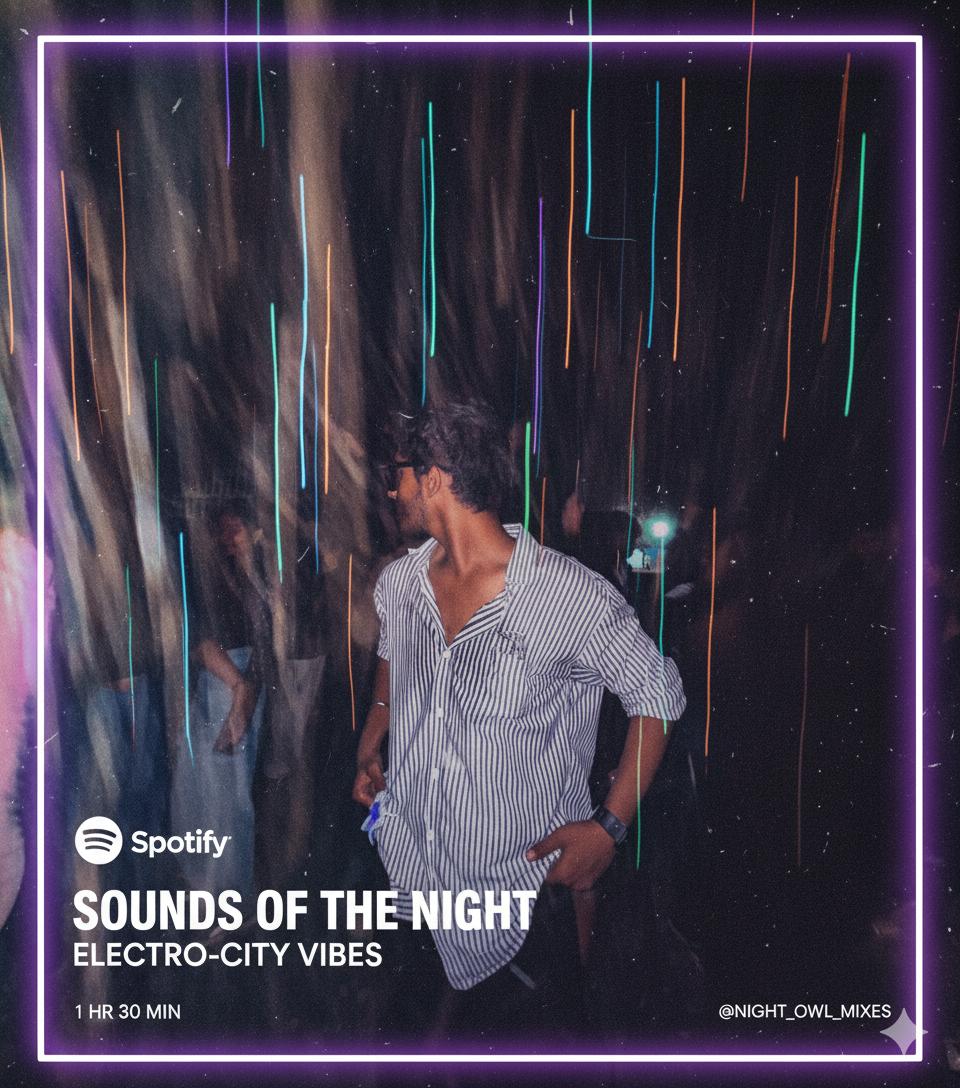 Spotify
SOUNDS OF THE NIGHT
ELECTRO-CITY VIBES
1 HR 30 MIN
@NIGHT_OWL_MIXES